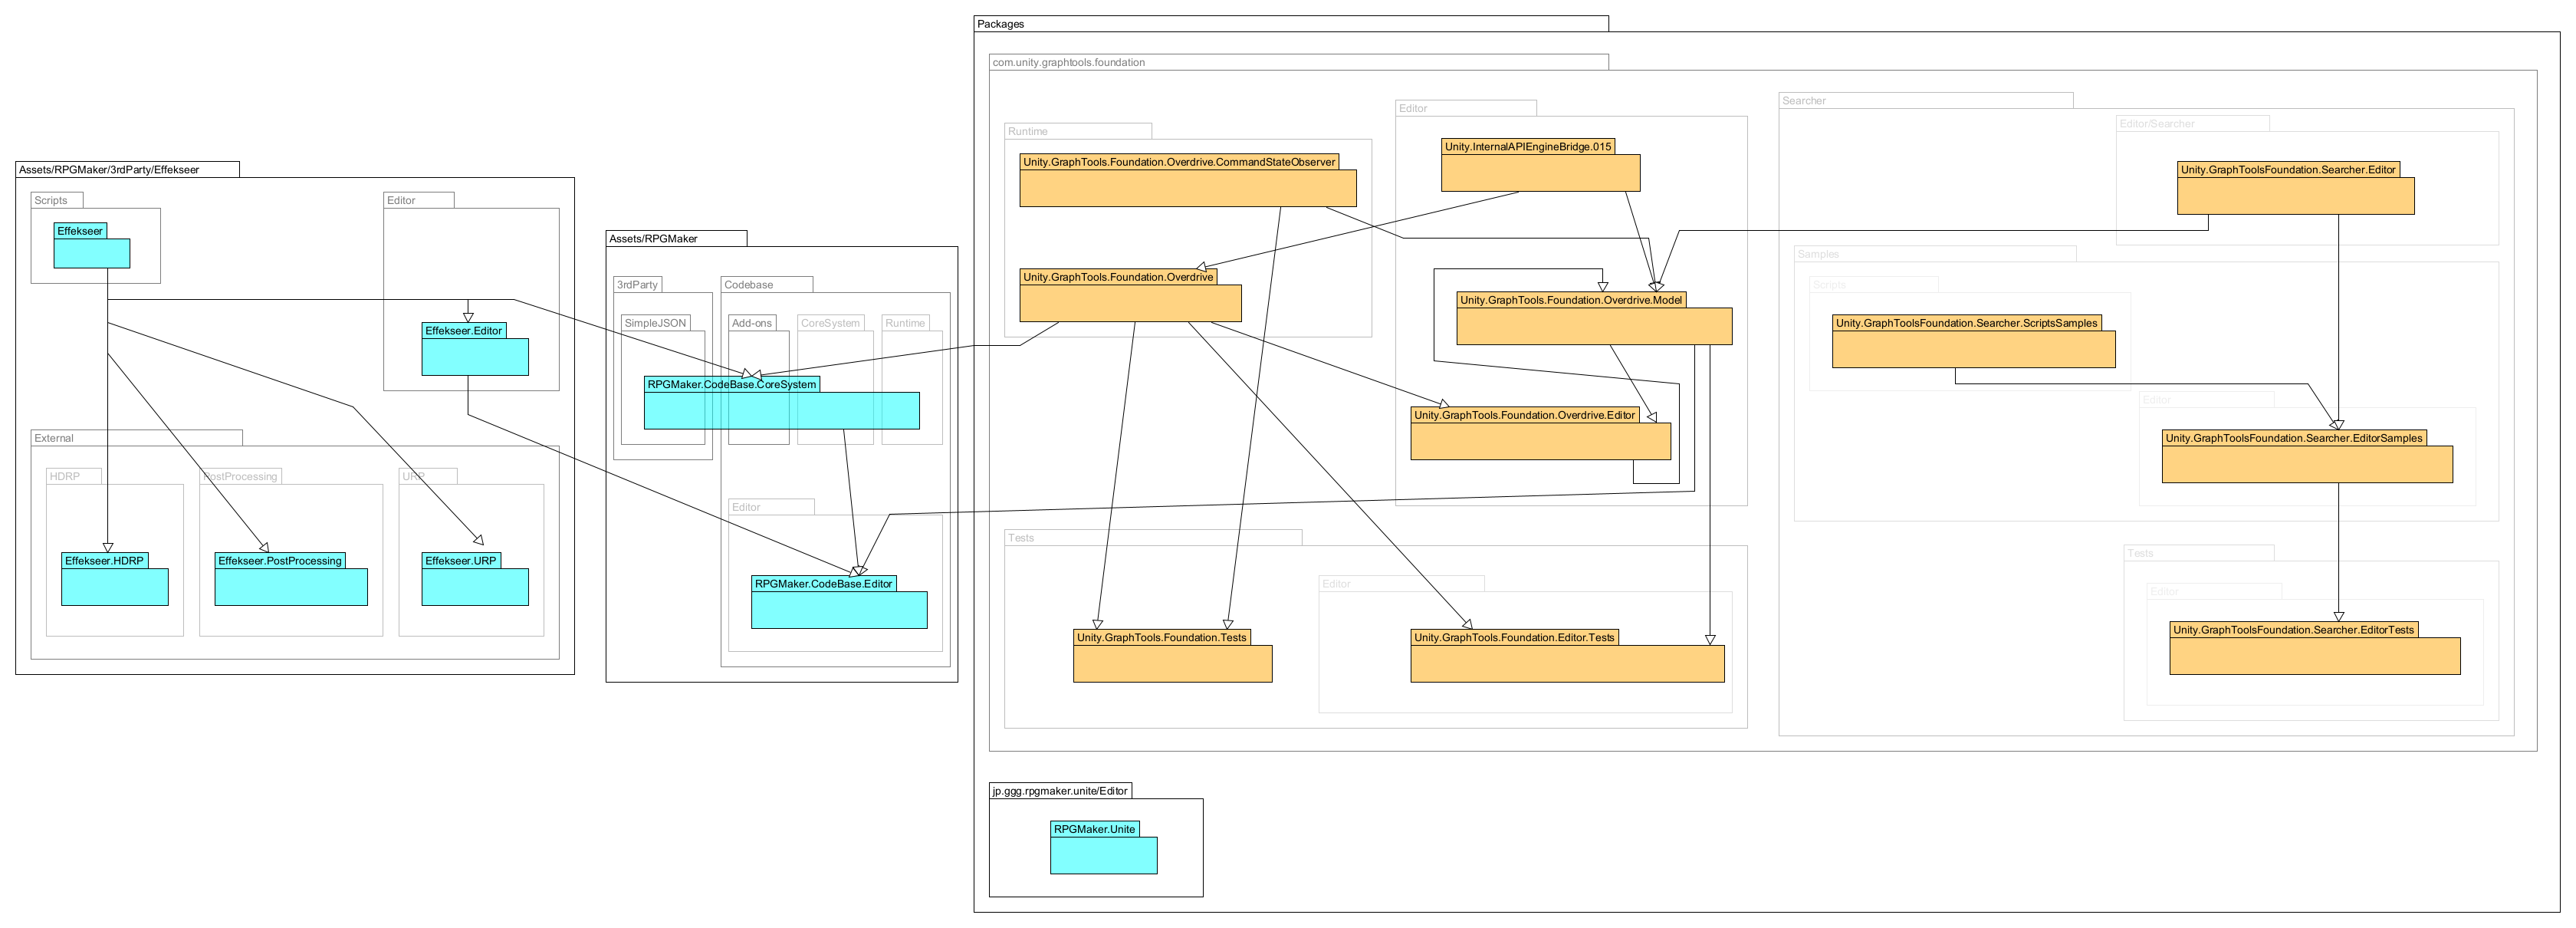 Packages
com.unity.graphtools.foundation
Searcher
Editor
Editor/Searcher
Runtime
Unity.InternalAPIEngineBridge.015
Unity.GraphTools.Foundation.Overdrive.CommandStateObserver
Assets/RPGMaker/3rdParty/Effekseer
Unity.GraphToolsFoundation.Searcher.Editor
Scripts
Editor
Effekseer
Assets/RPGMaker
Samples
Unity.GraphTools.Foundation.Overdrive
3rdParty
Codebase
Scripts
Unity.GraphTools.Foundation.Overdrive.Model
SimpleJSON
Add-ons
CoreSystem
Runtime
Unity.GraphToolsFoundation.Searcher.ScriptsSamples
Effekseer.Editor
RPGMaker.CodeBase.CoreSystem
Editor
Unity.GraphTools.Foundation.Overdrive.Editor
External
Unity.GraphToolsFoundation.Searcher.EditorSamples
HDRP
PostProcessing
URP
Editor
Tests
Tests
Effekseer.HDRP
Effekseer.PostProcessing
Effekseer.URP
RPGMaker.CodeBase.Editor
Editor
Editor
Unity.GraphToolsFoundation.Searcher.EditorTests
Unity.GraphTools.Foundation.Tests
Unity.GraphTools.Foundation.Editor.Tests
jp.ggg.rpgmaker.unite/Editor
RPGMaker.Unite